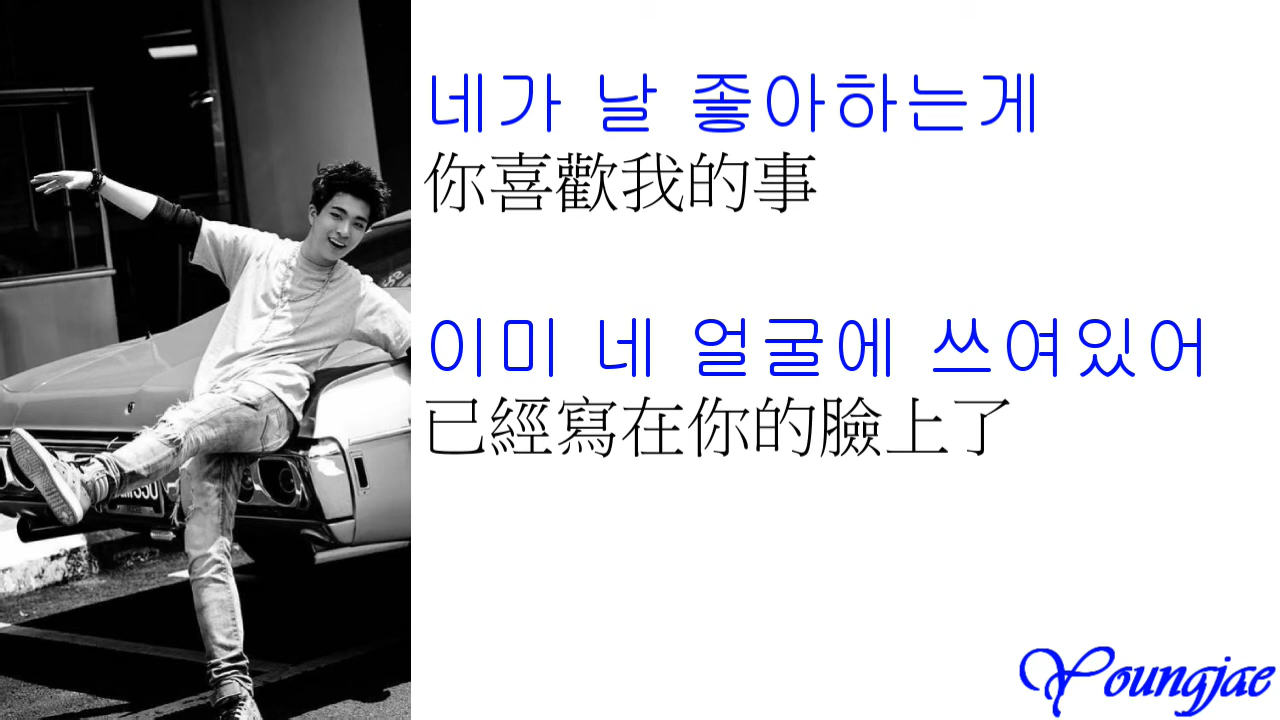 네가 날 좋아하는게
你喜歡我的事
이미 네 얼굴에 쓰여있어
已經寫在你的臉上了
Youngjae